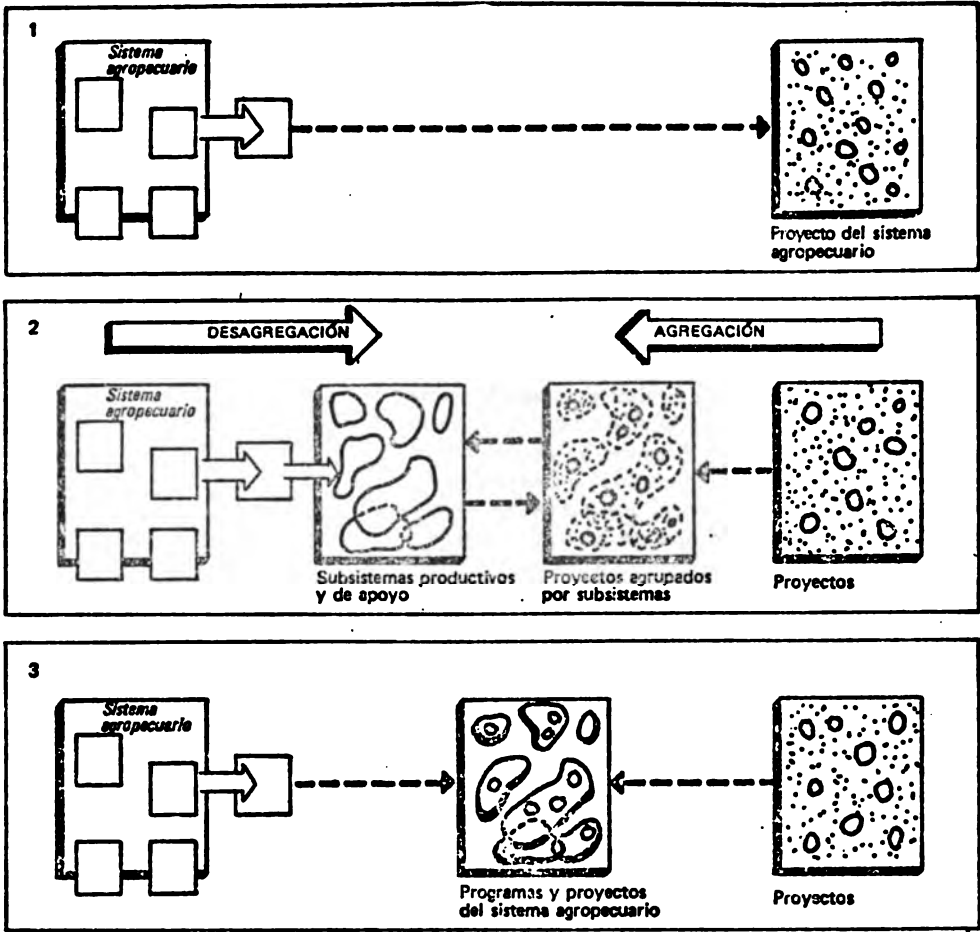 1
Sistema
agropecuario
Proyecto del sistema
agropecuario
2
DESAGREGACIÓN
AGREGACIÓN
Sistema
agropecuario
Subsistemas productivos
y de apoyo
Proyectos agrupados
por subsistemas
Proyectos
3
Sistema
agropecuario
Programas y proyectos
del sistema agropecuario
Proyectos